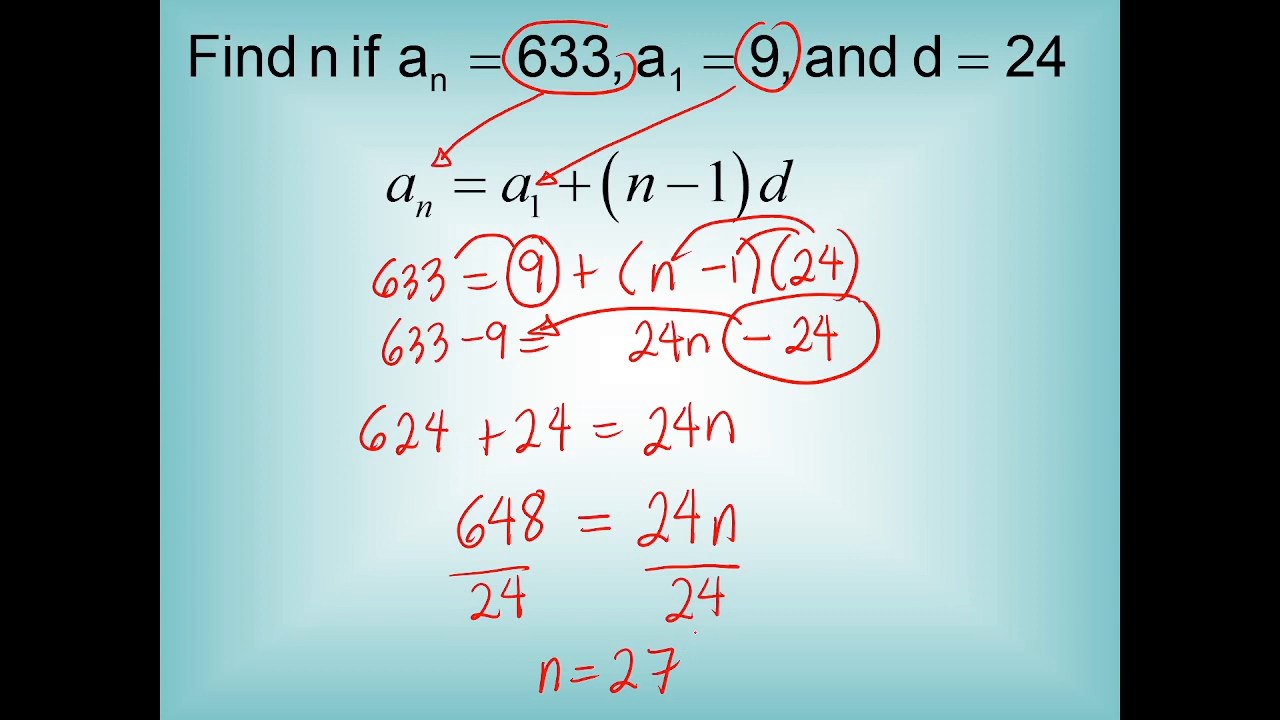 Find n if aₙ = 633, a₁ = 9, and d = 24
aₙ = a₁ + (n − 1) d
633 = 9 + (n − 1)(24)
633 − 9 = 24n − 24
624 + 24 = 24n
648 = 24n
24 24
n = 27